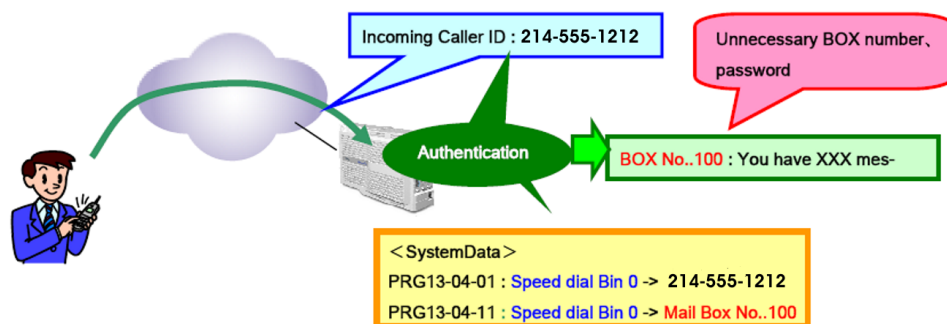 Incoming Caller ID : 214-555-1212
Unnecessary BOX number、
password
Authentication
BOX No..100 : You have XXX mes-
＜SystemData＞
PRG13-04-01 : Speed dial Bin 0 -> 214-555-1212
PRG13-04-11 : Speed dial Bin 0 -> Mail Box No..100